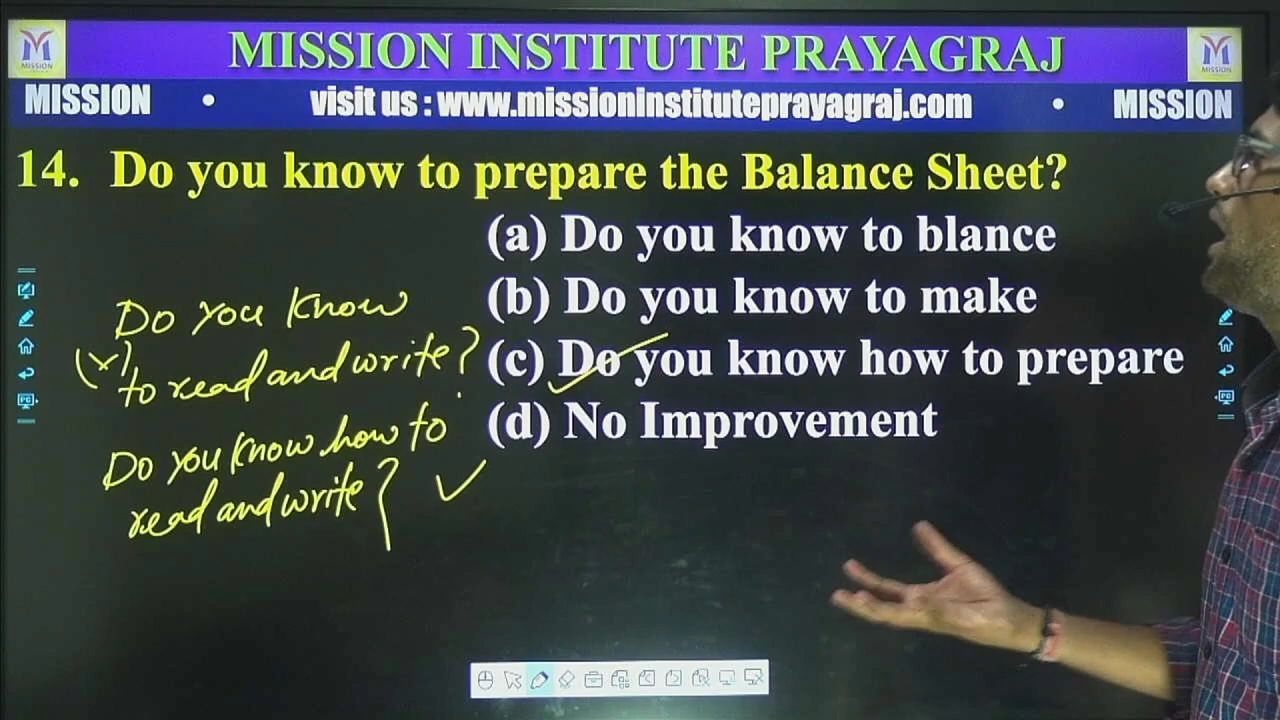 MISSION INSTITUTE PRAYAGRAJ
MISSION MISSION
MISSION • visit us : www.missioninstituteprayagraj.com • MISSION
14. Do you know to prepare the Balance Sheet?
(a) Do you know to blance
(b) Do you know to make
(c) Do you know how to prepare
(d) No Improvement
Do you know
(×) to read and write?
Do you know how to
read and write?